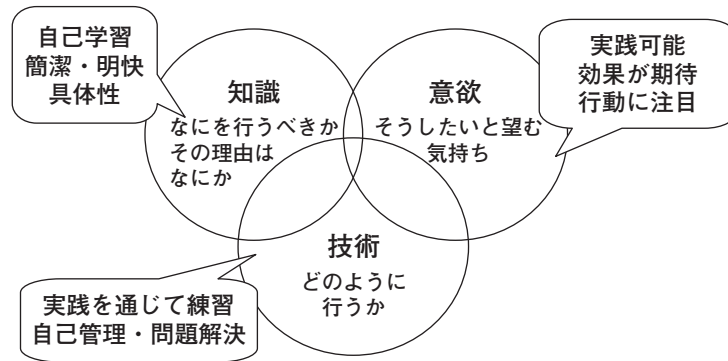 自己学習
簡潔・明快
具体性
知識
なにを行うべきか
その理由は
なにか
意欲
そうしたいと望む
気持ち
実践可能
効果が期待
行動に注目
技術
どのように
行うか
実践を通じて練習
自己管理・問題解決